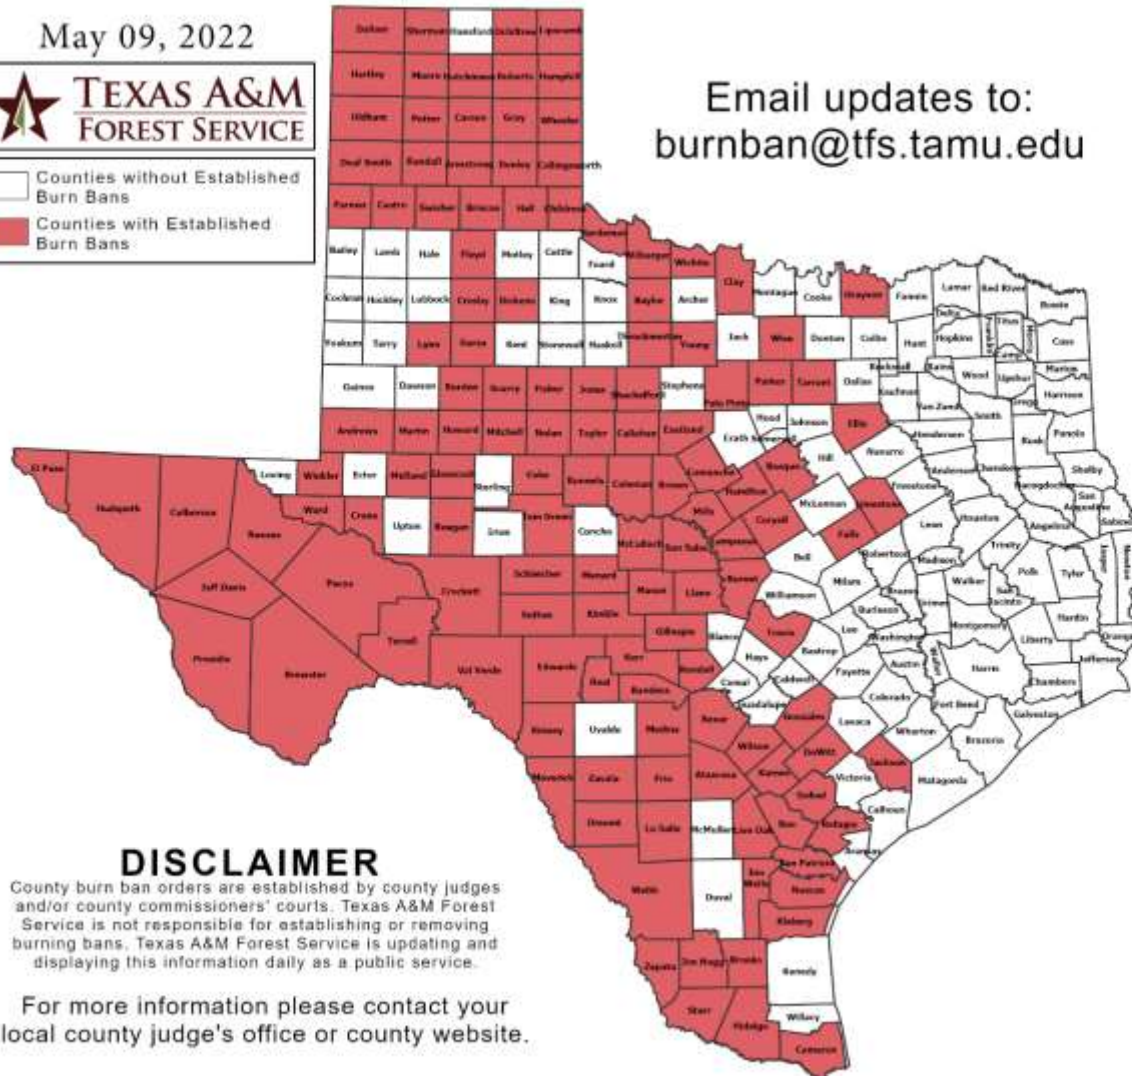 May 09, 2022
TEXAS A&M
FOREST SERVICE
Counties without Established
Burn Bans
Counties with Established
Burn Bans
Email updates to:
burnban@tfs.tamu.edu
Dallam Sherman Hansford Ochiltree Lipscomb
Hartley Moore Hutchinson Roberts Hemphill
Oldham Potter Carson Gray Wheeler
Deaf Smith Randall Armstrong Donley Collingsworth
Parmer Castro Swisher Briscoe Hall Childress
Hardeman
Bailey Lamb Hale Floyd Motley Cottle Foard Wilbarger Wichita
Clay Montague Cooke Grayson Fannin Lamar Red River Bowie
Cochran Hockley Lubbock Crosby Dickens King Knox Baylor Archer
Delta Titus Franklin Morris
Yoakum Terry Lynn Garza Kent Stonewall Haskell Throckmorton Young Jack Wise Denton Collin Hunt Hopkins Cass
Rockwall Rains Wood Camp Upshur Marion
Gaines Dawson Borden Scurry Fisher Jones Shackelford Stephens Palo Pinto Parker Tarrant Dallas Kaufman Van Zandt Gregg Harrison
Andrews Martin Howard Mitchell Nolan Taylor Callahan Eastland Erath Hood Somervell Johnson Ellis Henderson Smith Rusk Panola
El Paso Loving Winkler Ector Midland Glasscock Sterling Coke Runnels Coleman Brown Comanche Bosque Hill Navarro Anderson Cherokee Shelby
Hudspeth Culberson Reeves Ward Crane Upton Reagan Irion Tom Green Concho McCulloch San Saba Mills Hamilton Coryell McLennan Limestone Freestone Nacogdoches San Augustine Sabine
Lampasas Falls Leon Houston Angelina
Jeff Davis Pecos Crockett Schleicher Menard Mason Llano Burnet Bell Robertson Madison Trinity Polk Tyler Jasper Newton
Terrell Sutton Kimble Williamson Milam Brazos Grimes Walker San Jacinto Hardin
Presidio Brewster Val Verde Edwards Kerr Gillespie Blanco Travis Lee Burleson Washington Montgomery Liberty Orange
Real Bandera Kendall Hays Comal Caldwell Bastrop Fayette Austin Waller Harris Chambers Jefferson
Kinney Uvalde Medina Bexar Guadalupe Gonzales Lavaca Colorado Fort Bend Galveston
Maverick Zavala Frio Atascosa Wilson Karnes DeWitt Jackson Wharton Brazoria
Dimmit La Salle McMullen Live Oak Bee Goliad Victoria Calhoun Matagorda
Refugio Aransas San Patricio
Webb Duval Jim Wells Nueces
Kleberg
Zapata Jim Hogg Brooks Kenedy
Starr Hidalgo Willacy
Cameron
DISCLAIMER
County burn ban orders are established by county judges
and/or county commissioners' courts. Texas A&M Forest
Service is not responsible for establishing or removing
burning bans. Texas A&M Forest Service is updating and
displaying this information daily as a public service.
For more information please contact your
local county judge's office or county website.